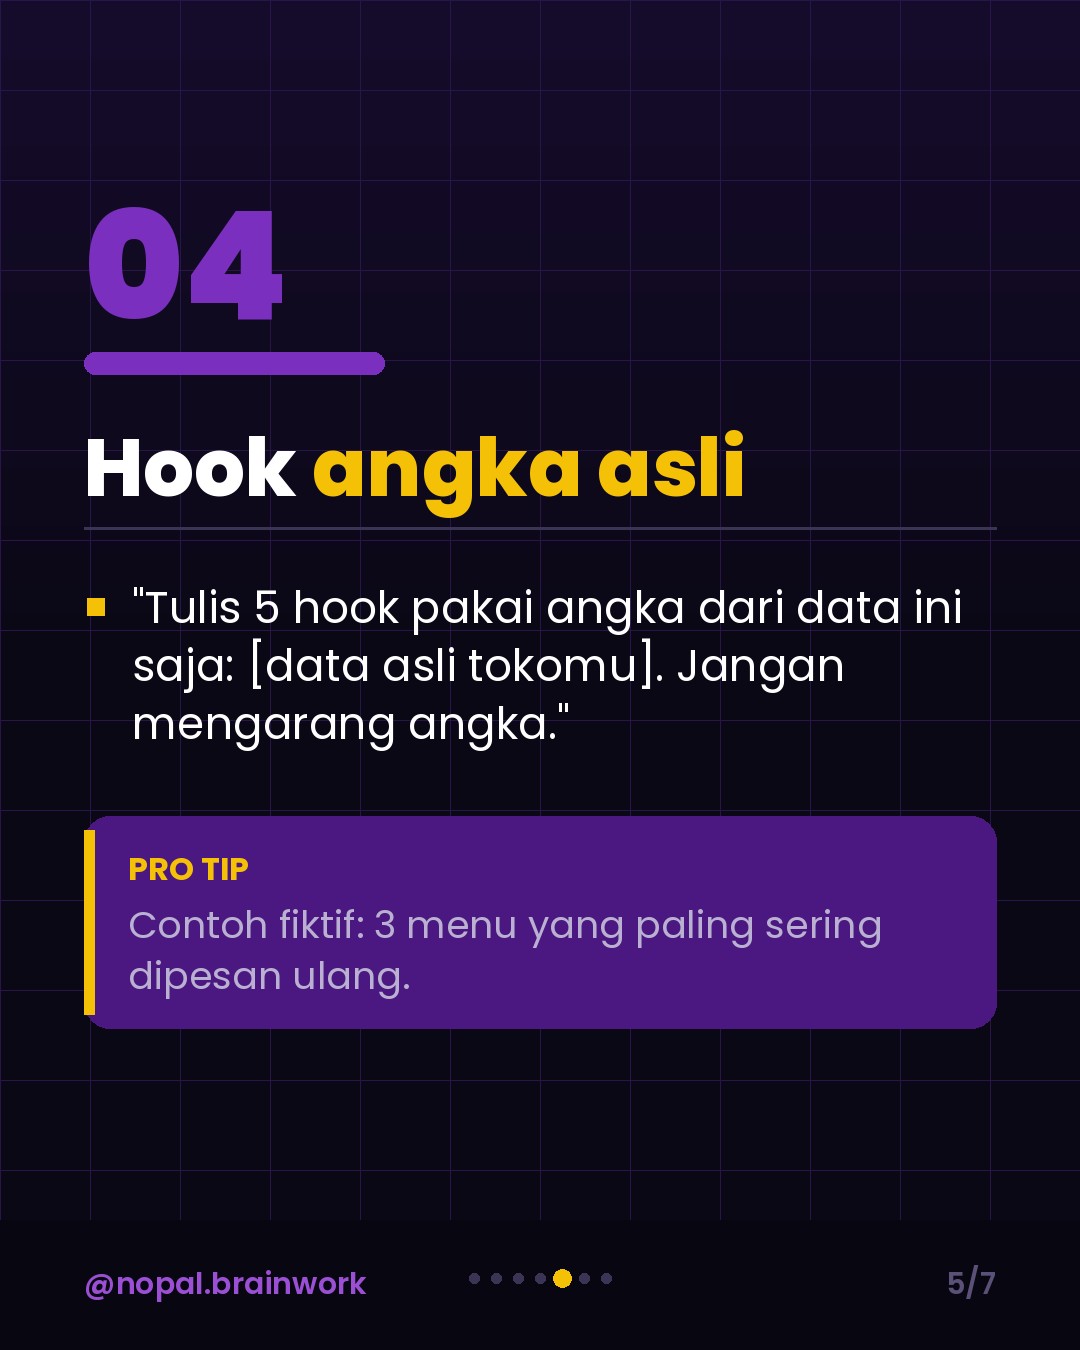 04
Hook angka asli
"Tulis 5 hook pakai angka dari data ini
saja: [data asli tokomu]. Jangan
mengarang angka."
PRO TIP
Contoh fiktif: 3 menu yang paling sering
dipesan ulang.
@nopal.brainwork
5/7